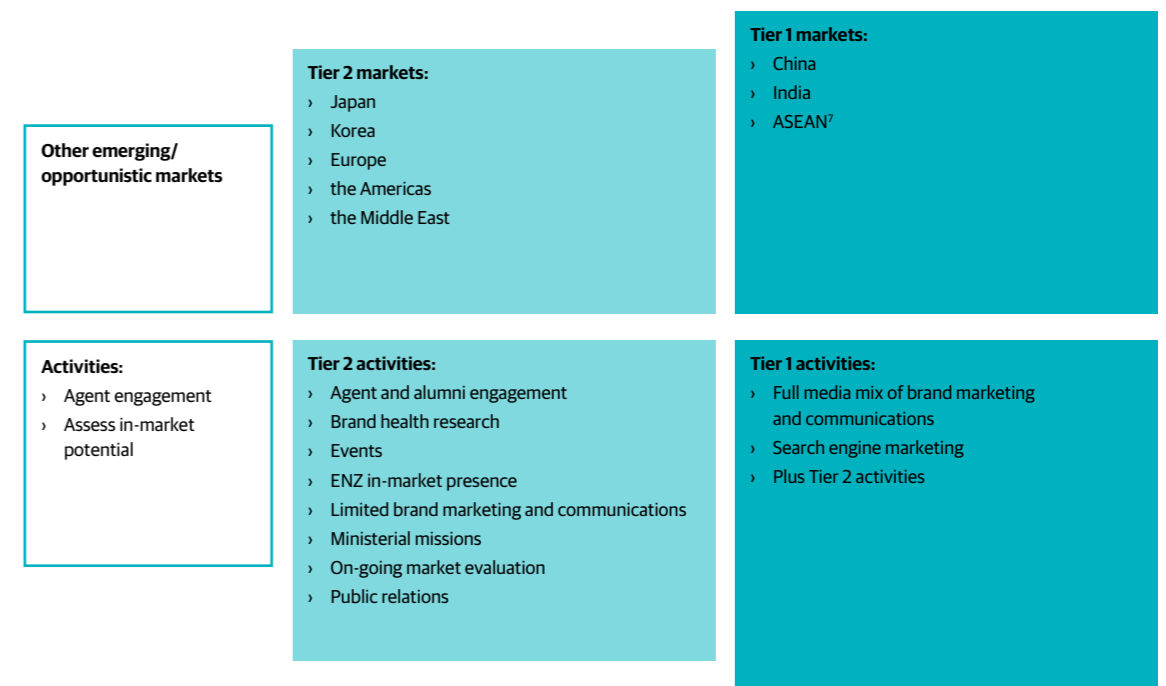 Other emerging/
opportunistic markets
Tier 2 markets:
› Japan
› Korea
› Europe
› the Americas
› the Middle East
Tier 1 markets:
› China
› India
› ASEAN⁷
Activities:
› Agent engagement
› Assess in-market
potential
Tier 2 activities:
› Agent and alumni engagement
› Brand health research
› Events
› ENZ in-market presence
› Limited brand marketing and communications
› Ministerial missions
› On-going market evaluation
› Public relations
Tier 1 activities:
› Full media mix of brand marketing
and communications
› Search engine marketing
› Plus Tier 2 activities